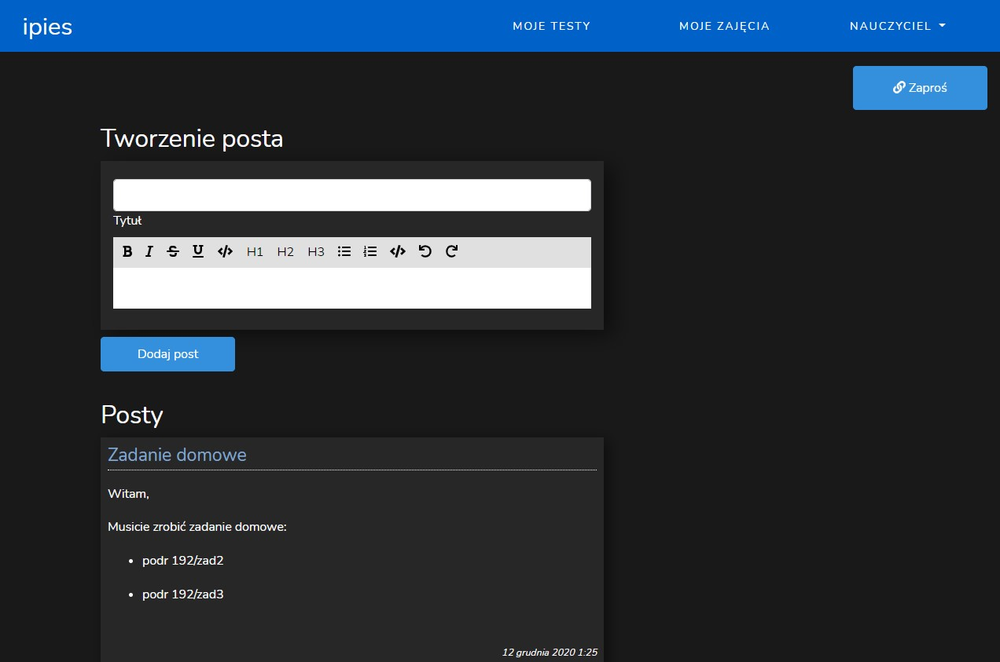 ipies
MOJE TESTY
MOJE ZAJĘCIA
NAUCZYCIEL
Zaproś
Tworzenie posta
Tytuł
B I S U </> H1 H2 H3 </>
Dodaj post
Posty
Zadanie domowe
Witam,
Musicie zrobić zadanie domowe:
• podr 192/zad2
• podr 192/zad3
12 grudnia 2020 1:25